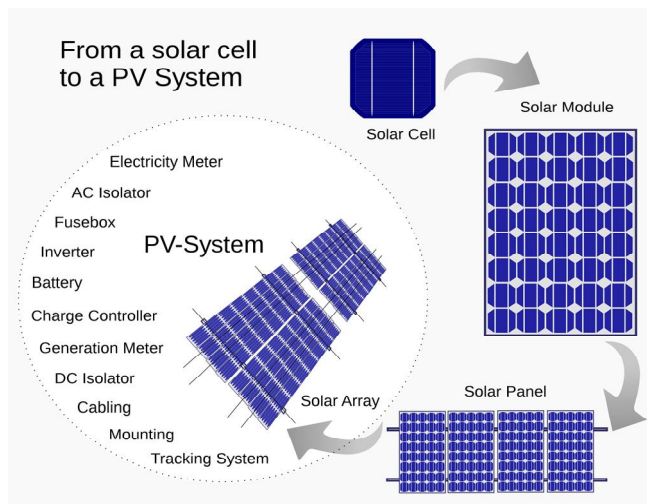 From a solar cell
to a PV System
Solar Cell
Solar Module
Electricity Meter
AC Isolator
Fusebox
Inverter
PV-System
Battery
Charge Controller
Generation Meter
DC Isolator
Cabling
Mounting
Tracking System
Solar Array
Solar Panel